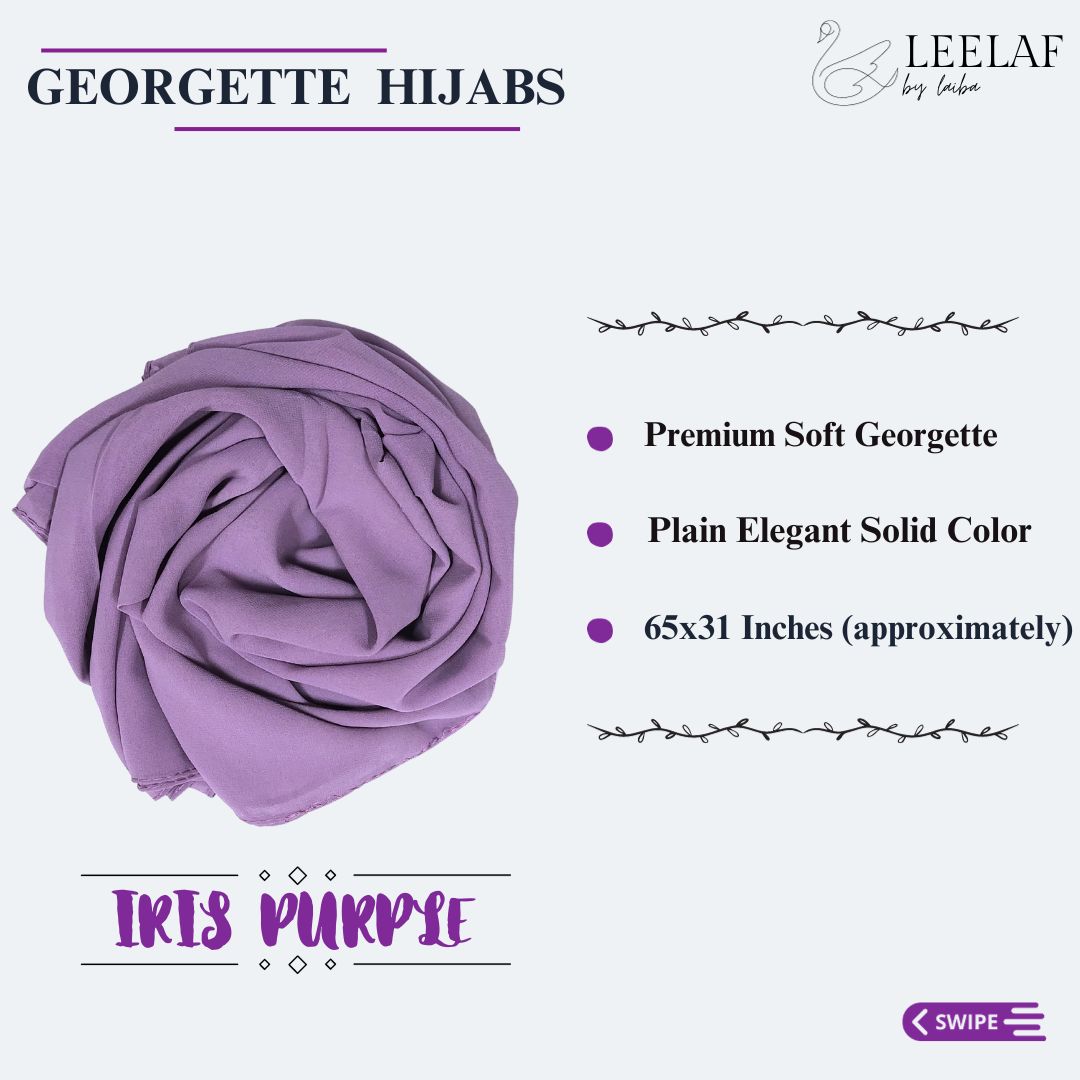 GEORGETTE HIJABS
LEELAF
by laiba
Premium Soft Georgette
Plain Elegant Solid Color
65x31 Inches (approximately)
IRIS PURPLE
SWIPE